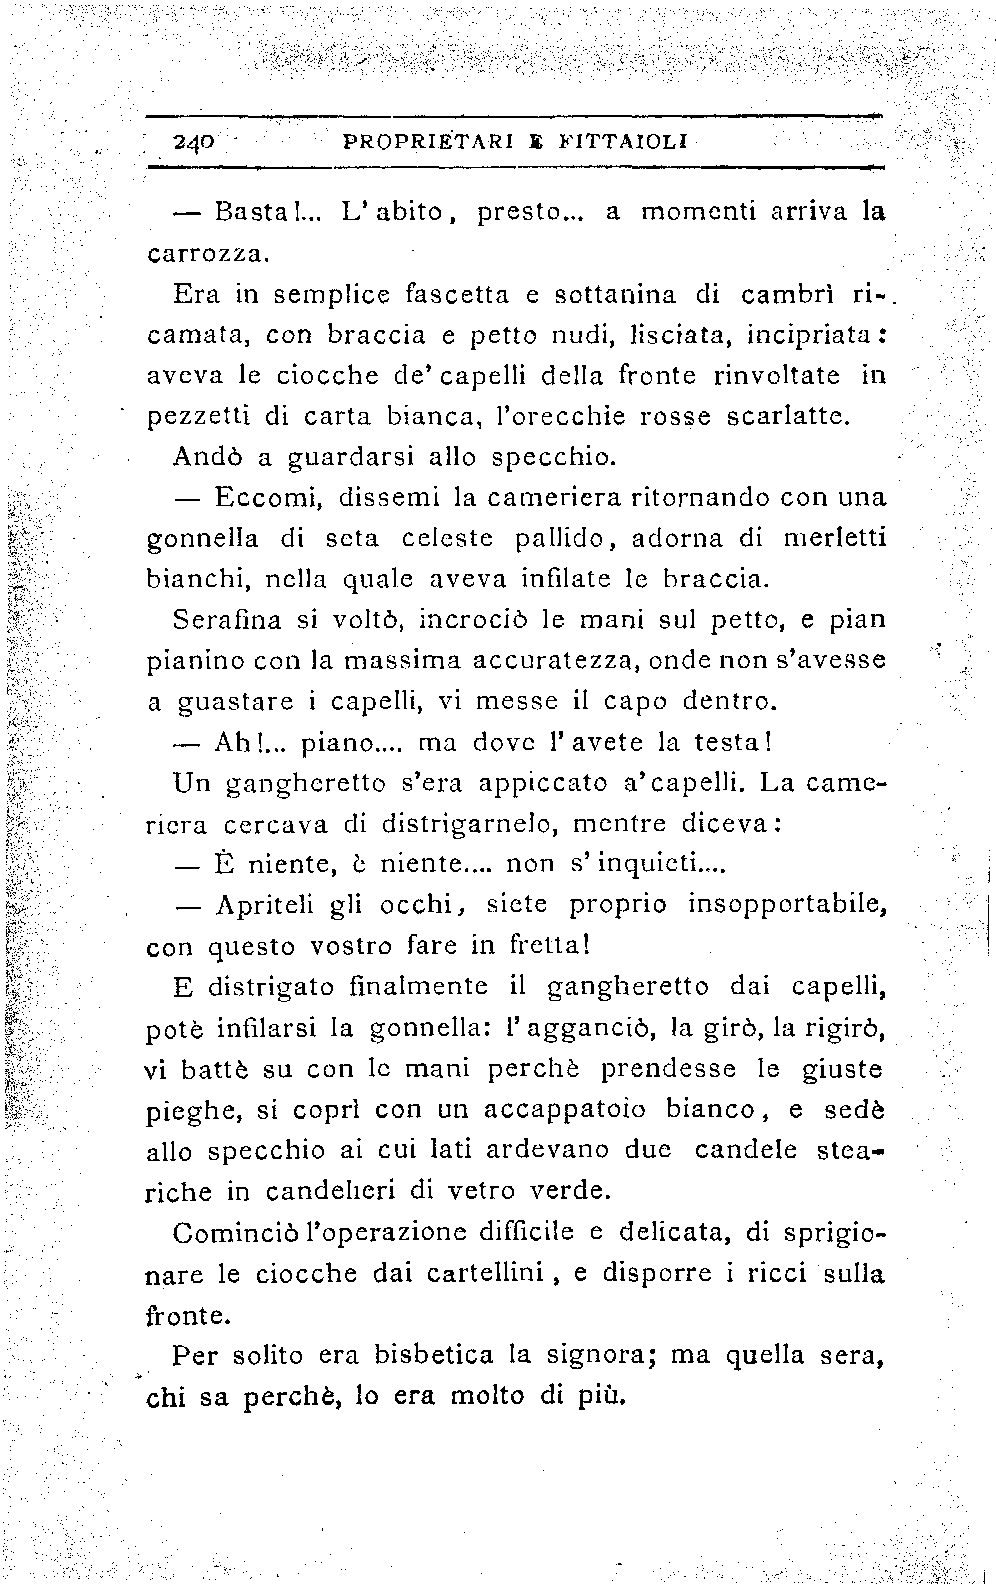 240 PROPRIETARI E FITTAIOLI
— Basta!... L' abito, presto... a momenti arriva la
carrozza.
Era in semplice fascetta e sottanina di cambrì ri-
camata, con braccia e petto nudi, lisciata, incipriata:
aveva le ciocche de' capelli della fronte rinvoltate in
pezzetti di carta bianca, l'orecchie rosse scarlatte.
Andò a guardarsi allo specchio.
— Eccomi, dissemi la cameriera ritornando con una
gonnella di seta celeste pallido, adorna di merletti
bianchi, nella quale aveva infilate le braccia.
Serafina si voltò, incrociò le mani sul petto, e pian
pianino con la massima accuratezza, onde non s'avesse
a guastare i capelli, vi messe il capo dentro.
— Ah!... piano.... ma dove l' avete la testa!
Un gangheretto s'era appiccato a' capelli. La came-
riera cercava di distrigarnelo, mentre diceva:
— È niente, è niente.... non s' inquieti....
— Apriteli gli occhi, siete proprio insopportabile,
con questo vostro fare in fretta!
E distrigato finalmente il gangheretto dai capelli,
potè infilarsi la gonnella: l' agganciò, la girò, la rigirò,
vi battè su con le mani perchè prendesse le giuste
pieghe, si coprì con un accappatoio bianco, e sedè
allo specchio ai cui lati ardevano due candele stea-
riche in candelieri di vetro verde.
Cominciò l'operazione difficile e delicata, di sprigio-
nare le ciocche dai cartellini, e disporre i ricci sulla
fronte.
Per solito era bisbetica la signora; ma quella sera,
chi sa perchè, lo era molto di più.